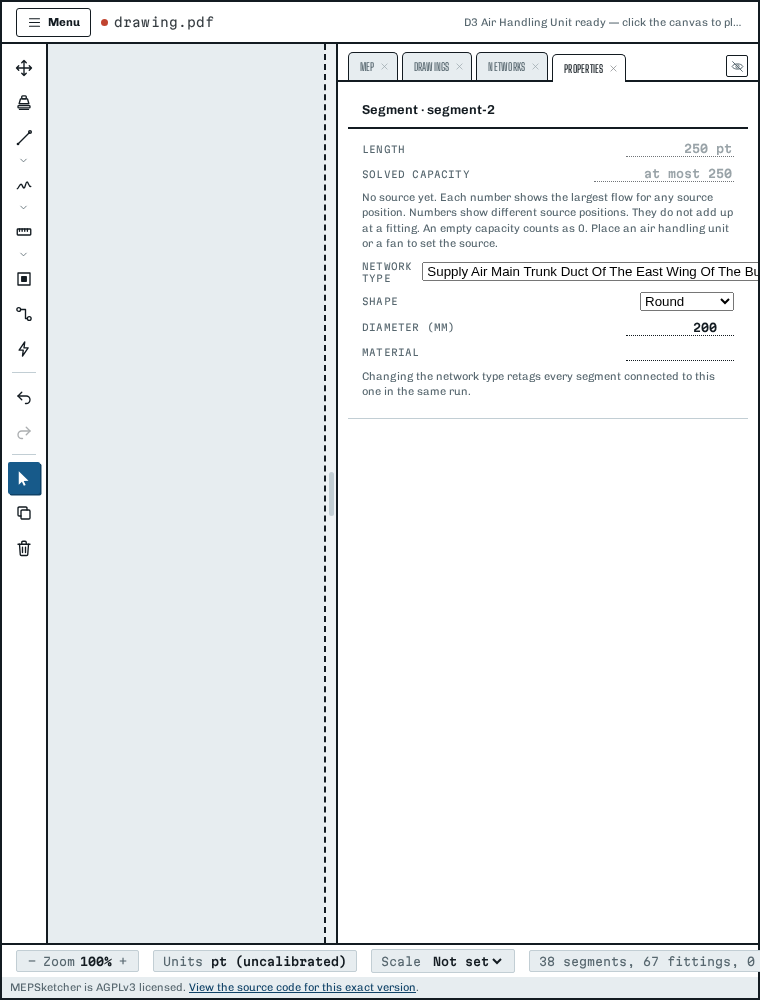 Menu
drawing.pdf
D3 Air Handling Unit ready — click the canvas to pl...
MEP
DRAWINGS
NETWORKS
PROPERTIES
Segment · segment-2
LENGTH
250 pt
SOLVED CAPACITY
at most 250
No source yet. Each number shows the largest flow for any source
position. Numbers show different source positions. They do not add up
at a fitting. An empty capacity counts as 0. Place an air handling unit
or a fan to set the source.
NETWORK
TYPE
Supply Air Main Trunk Duct Of The East Wing Of The Bu
SHAPE
Round
DIAMETER (MM)
200
MATERIAL
Changing the network type retags every segment connected to this
one in the same run.
− Zoom 100% +
Units pt (uncalibrated)
Scale Not set
38 segments, 67 fittings, 0
MEPSketcher is AGPLv3 licensed. View the source code for this exact version.